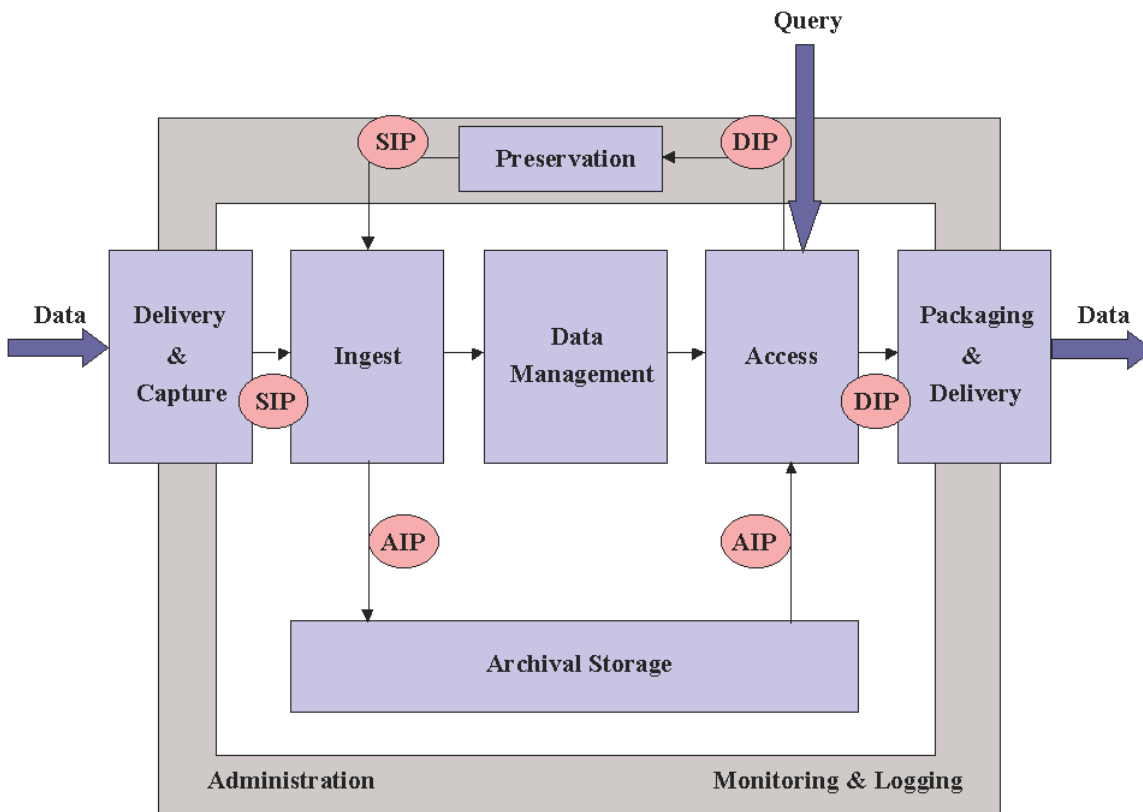 Query
SIP
Preservation
DIP
Data
Delivery
&
Capture
Ingest
Data
Management
Access
Packaging
&
Delivery
Data
SIP
DIP
AIP
AIP
Archival Storage
Administration
Monitoring & Logging